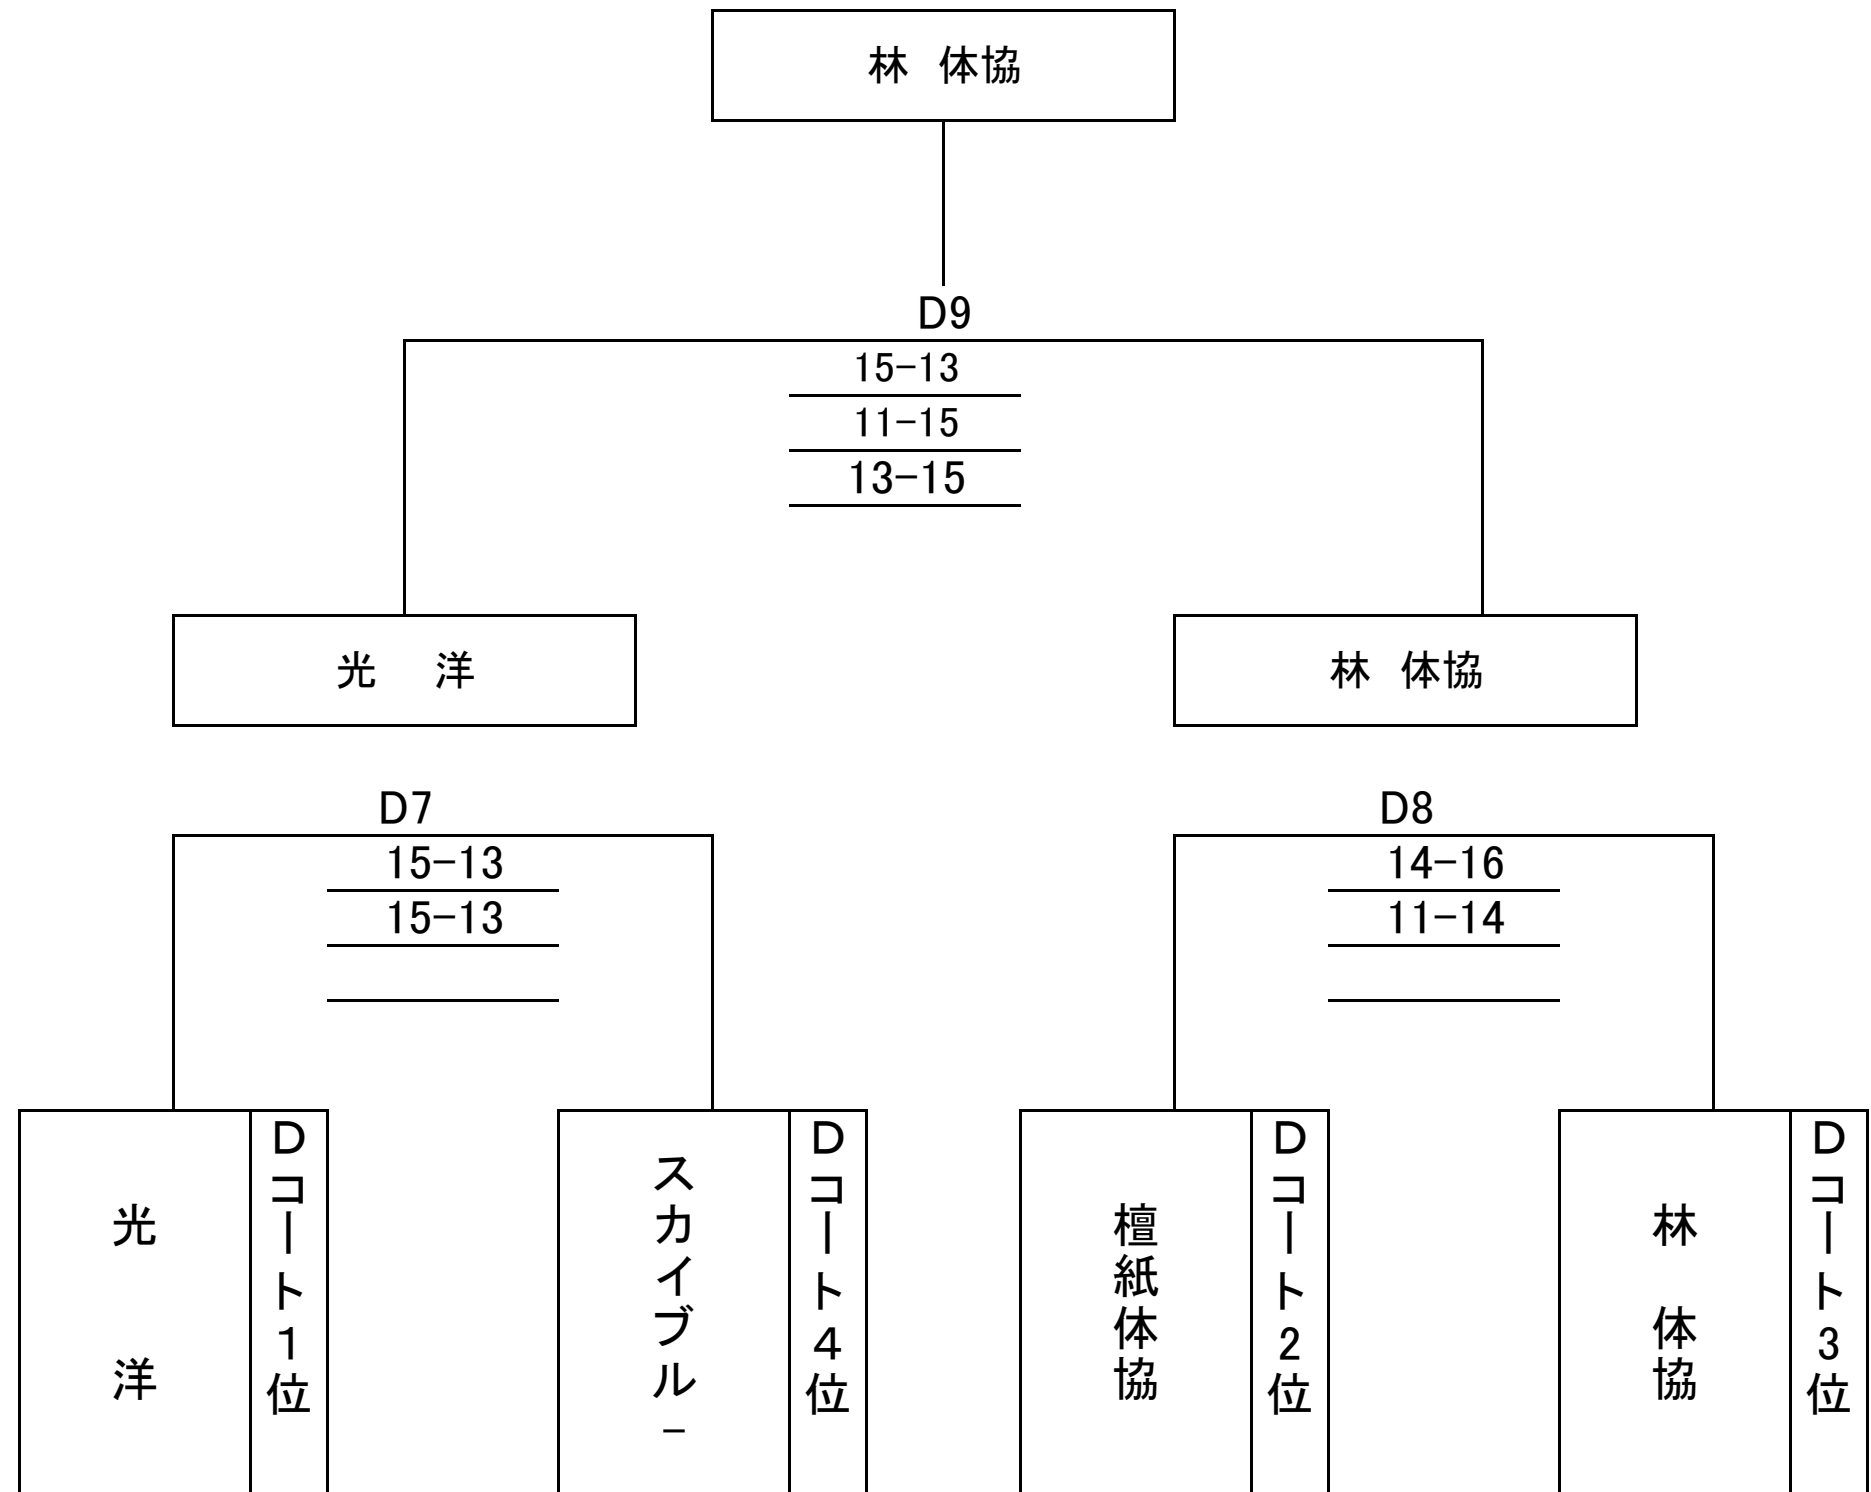 林　体協
D9
15-13
11-15
13-15
光　洋
林　体協
D7
D8
15-13
14-16
15-13
11-14
光　洋
Dコート1位
スカイブル-
Dコート4位
檀紙体協
Dコート2位
林　体協
Dコート3位